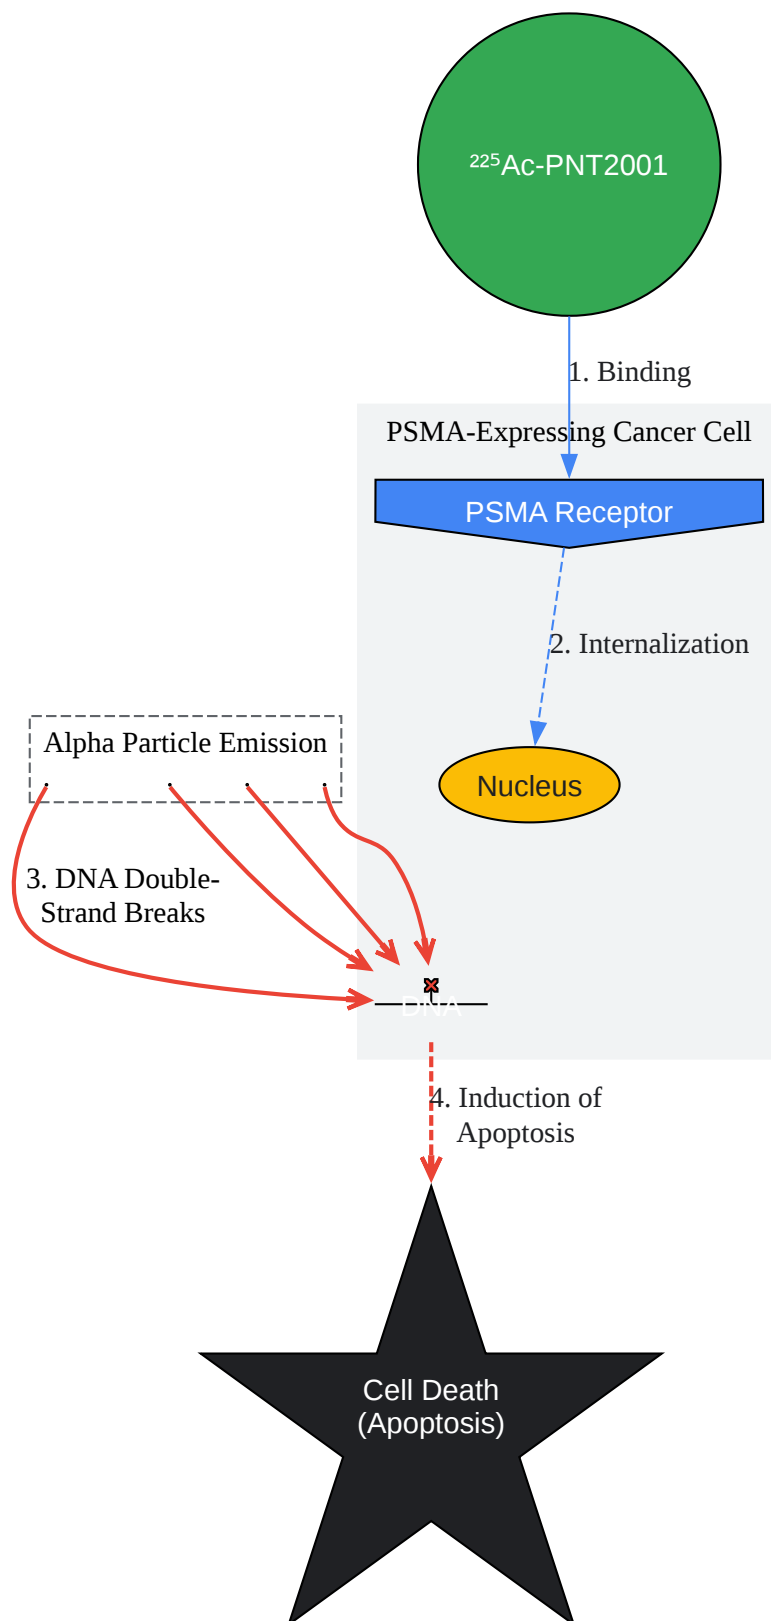 ²²⁵Ac-PNT2001
1. Binding
PSMA-Expressing Cancer Cell
PSMA Receptor
2. Internalization
Alpha Particle Emission
Nucleus
3. DNA Double-
Strand Breaks
DNA
4. Induction of
Apoptosis
Cell Death
(Apoptosis)